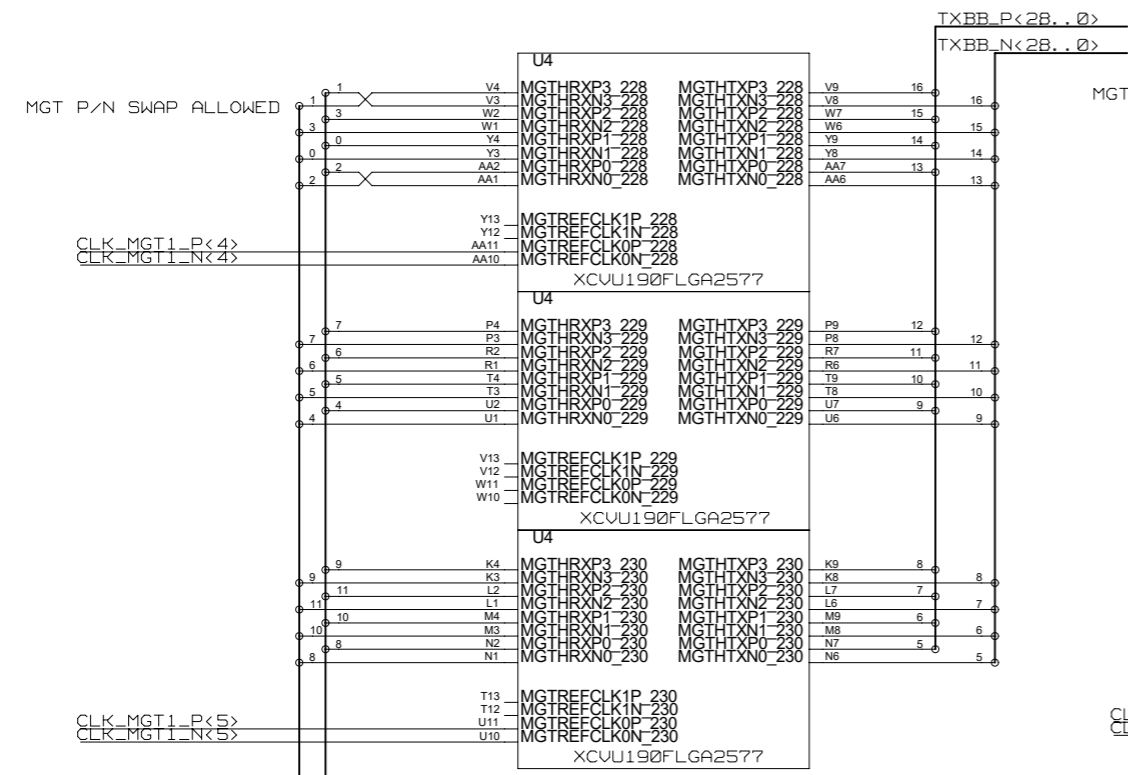 TXBB_P<28..0>
TXBB_N<28..0>
MGT P/N SWAP ALLOWED
MGT
U4
1 V4 MGTHRXP3_228 MGTHTXP3_228 V9 16
1 V3 MGTHRXN3_228 MGTHTXN3_228 V8 16
3 W2 MGTHRXP2_228 MGTHTXP2_228 W7 15
3 W1 MGTHRXN2_228 MGTHTXN2_228 W6 15
0 Y4 MGTHRXP1_228 MGTHTXP1_228 Y9 14
0 Y3 MGTHRXN1_228 MGTHTXN1_228 Y8 14
2 AA2 MGTHRXP0_228 MGTHTXP0_228 AA7 13
2 AA1 MGTHRXN0_228 MGTHTXN0_228 AA6 13
Y13 MGTREFCLK1P_228
Y12 MGTREFCLK1N_228
CLK_MGT1_P<4> AA11 MGTREFCLK0P_228
CLK_MGT1_N<4> AA10 MGTREFCLK0N_228
XCVU190FLGA2577
U4
7 P4 MGTHRXP3_229 MGTHTXP3_229 P9 12
7 P3 MGTHRXN3_229 MGTHTXN3_229 P8 12
6 R2 MGTHRXP2_229 MGTHTXP2_229 R7 11
6 R1 MGTHRXN2_229 MGTHTXN2_229 R6 11
5 T4 MGTHRXP1_229 MGTHTXP1_229 T9 10
5 T3 MGTHRXN1_229 MGTHTXN1_229 T8 10
4 U2 MGTHRXP0_229 MGTHTXP0_229 U7 9
4 U1 MGTHRXN0_229 MGTHTXN0_229 U6 9
V13 MGTREFCLK1P_229
V12 MGTREFCLK1N_229
W11 MGTREFCLK0P_229
W10 MGTREFCLK0N_229
XCVU190FLGA2577
U4
9 K4 MGTHRXP3_230 MGTHTXP3_230 K9 8
9 K3 MGTHRXN3_230 MGTHTXN3_230 K8 8
11 L2 MGTHRXP2_230 MGTHTXP2_230 L7 7
11 L1 MGTHRXN2_230 MGTHTXN2_230 L6 7
10 M4 MGTHRXP1_230 MGTHTXP1_230 M9 6
10 M3 MGTHRXN1_230 MGTHTXN1_230 M8 6
8 N2 MGTHRXP0_230 MGTHTXP0_230 N7 5
8 N1 MGTHRXN0_230 MGTHTXN0_230 N6 5
T13 MGTREFCLK1P_230
T12 MGTREFCLK1N_230
CLK_MGT1_P<5> U11 MGTREFCLK0P_230
CLK_MGT1_N<5> U10 MGTREFCLK0N_230
XCVU190FLGA2577